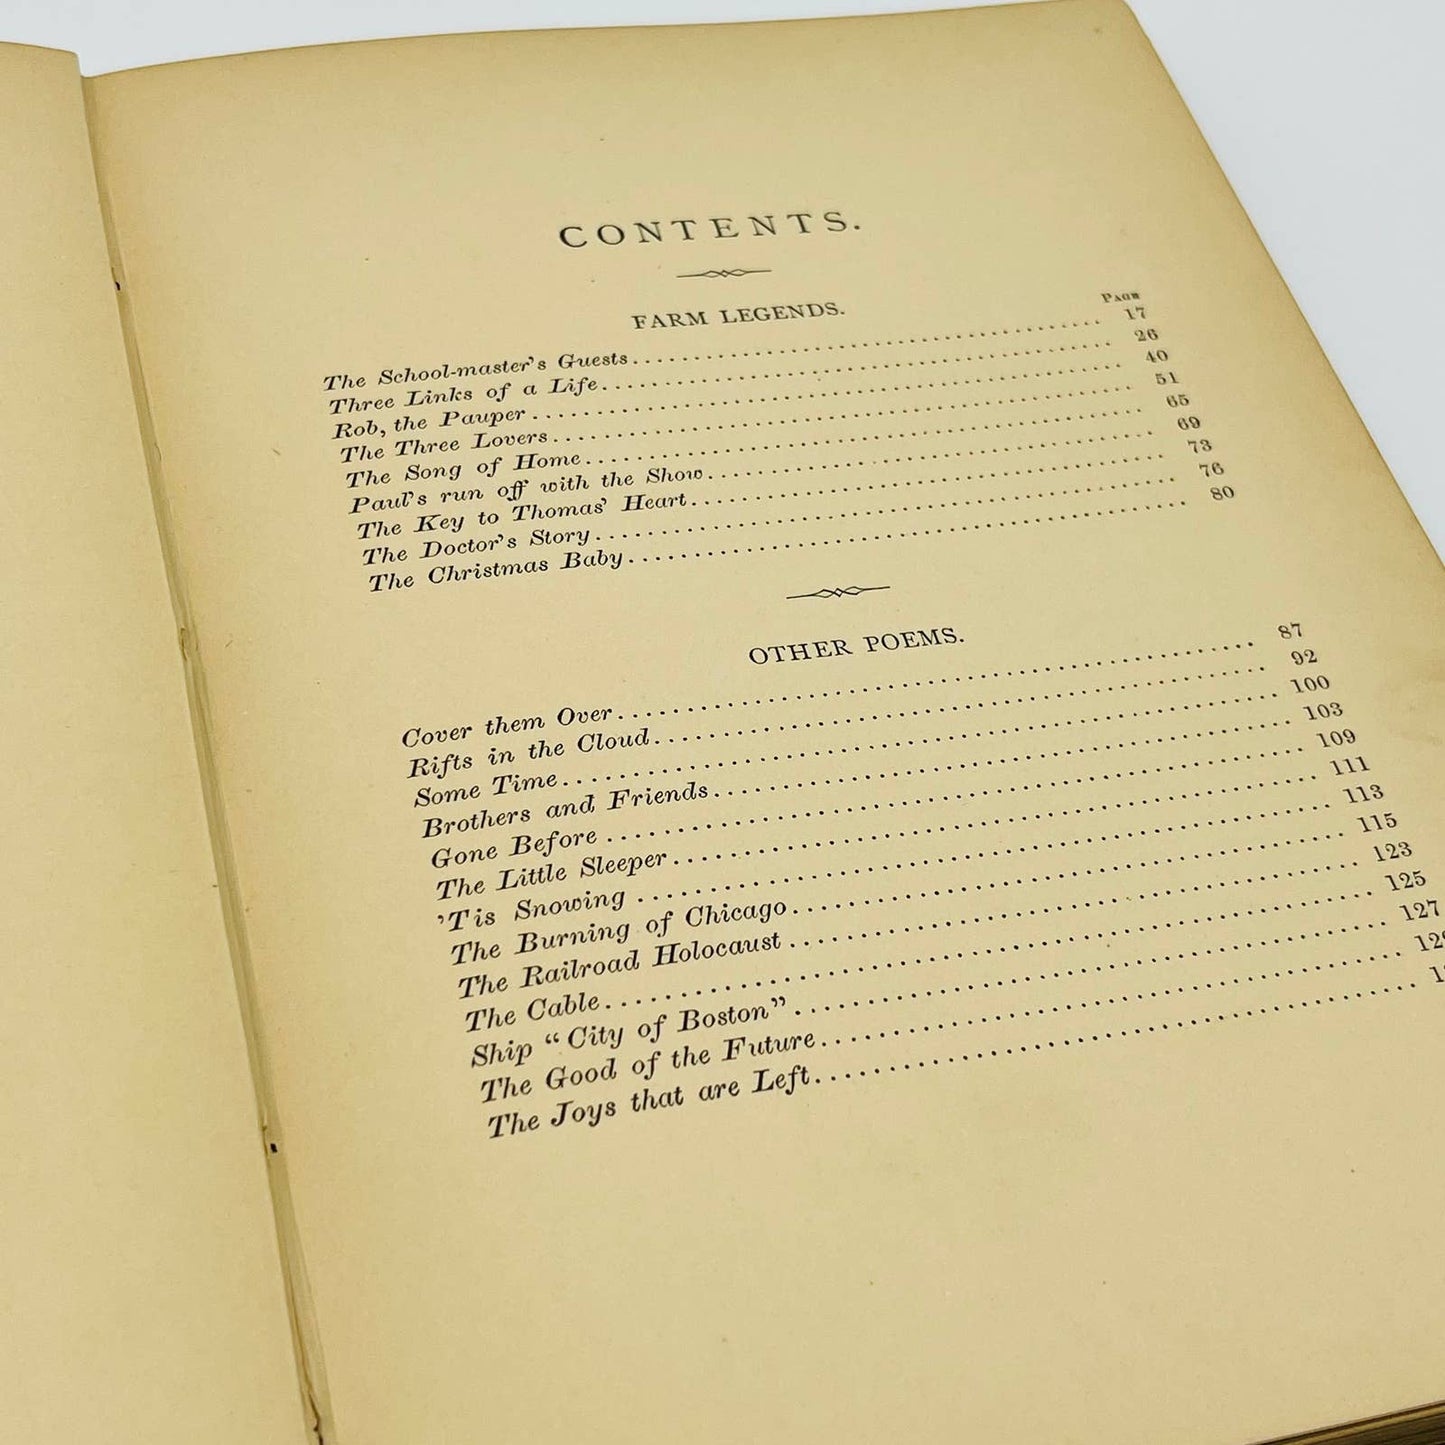 CONTENTS.
FARM LEGENDS.
PAGE
The School-master's Guests 17
Three Links of a Life 26
Rob, the Pauper 40
The Three Lovers 51
The Song of Home 65
Paul's run off with the Show 69
The Key to Thomas' Heart 73
The Doctor's Story 76
The Christmas Baby 80
OTHER POEMS.
Cover them Over 87
Rifts in the Cloud 92
Some Time 100
Brothers and Friends 103
Gone Before 109
The Little Sleeper 111
'Tis Snowing 113
The Burning of Chicago 115
The Railroad Holocaust 123
The Cable 125
Ship "City of Boston" 127
The Good of the Future 129
The Joys that are Left